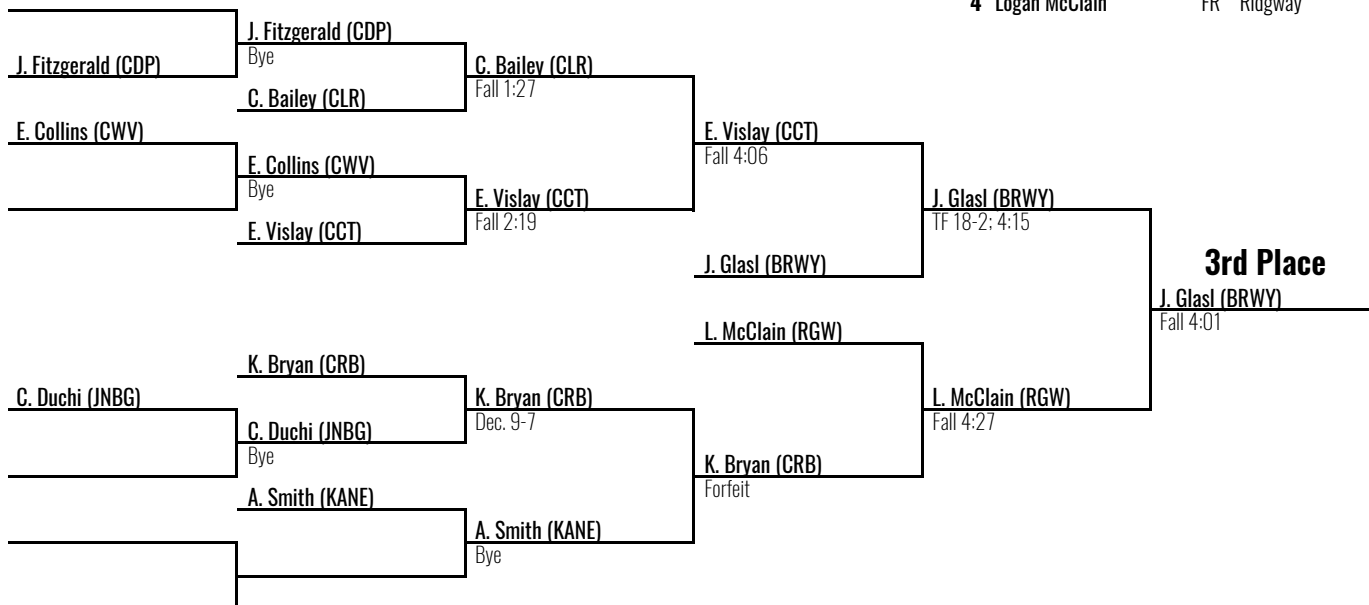 4 Logan McClain FR Ridgway
J. Fitzgerald (CDP)
Bye
J. Fitzgerald (CDP)
C. Bailey (CLR)
Fall 1:27
C. Bailey (CLR)
E. Collins (CWV)
E. Vislay (CCT)
Fall 4:06
E. Collins (CWV)
Bye
E. Vislay (CCT)
Fall 2:19
J. Glasl (BRWY)
TF 18-2; 4:15
E. Vislay (CCT)
J. Glasl (BRWY)
3rd Place
J. Glasl (BRWY)
Fall 4:01
L. McClain (RGW)
K. Bryan (CRB)
C. Duchi (JNBG)
K. Bryan (CRB)
Dec. 9-7
L. McClain (RGW)
Fall 4:27
C. Duchi (JNBG)
Bye
K. Bryan (CRB)
Forfeit
A. Smith (KANE)
A. Smith (KANE)
Bye